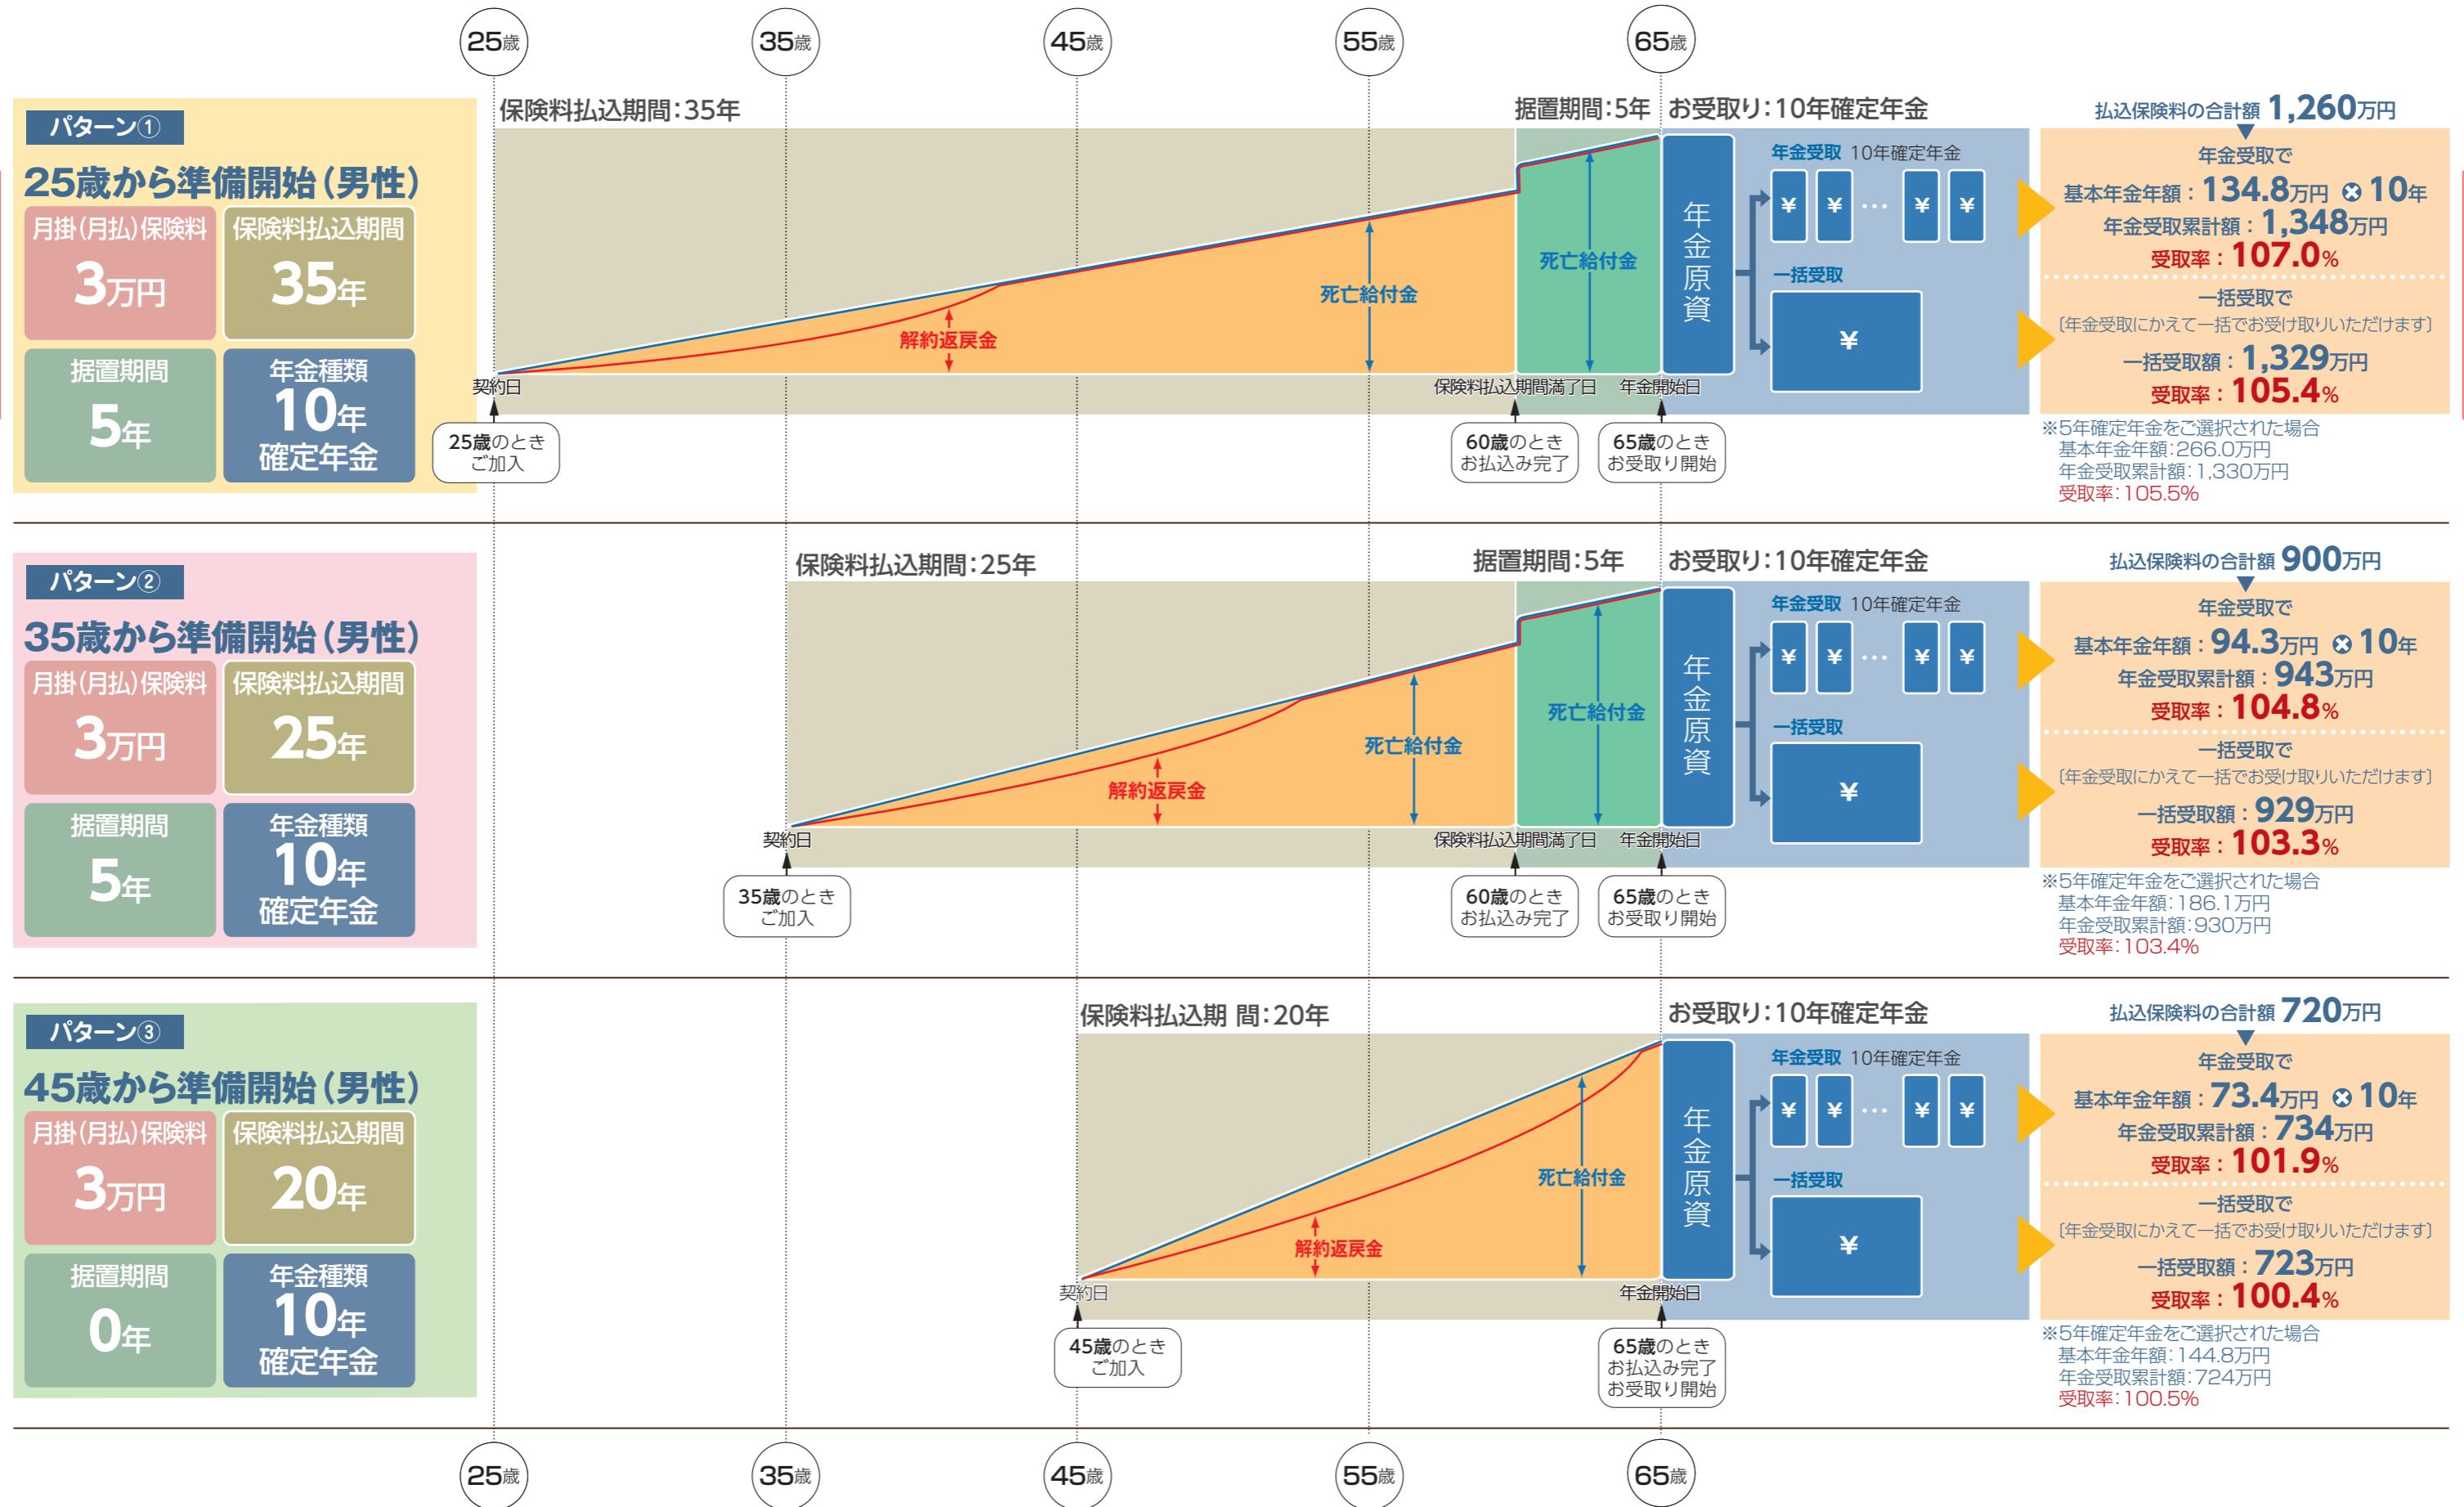 25歳
35歳
45歳
55歳
65歳
パターン①
25歳から準備開始(男性)
月掛(月払)保険料
3万円
保険料払込期間
35年
据置期間
5年
年金種類
10年
確定年金
保険料払込期間:35年
据置期間:5年
お受取り:10年確定年金
解約返戻金
死亡給付金
死亡給付金
年金原資
年金受取 10年確定年金
¥ ¥ … ¥ ¥
一括受取
¥
契約日
保険料払込期間満了日
年金開始日
25歳のとき
ご加入
60歳のとき
お払込み完了
65歳のとき
お受取り開始
払込保険料の合計額 1,260万円
年金受取で
基本年金年額:134.8万円 ⊗ 10年
年金受取累計額:1,348万円
受取率:107.0%
一括受取で
〔年金受取にかえて一括でお受け取りいただけます〕
一括受取額:1,329万円
受取率:105.4%
※5年確定年金をご選択された場合
基本年金年額:266.0万円
年金受取累計額:1,330万円
受取率:105.5%
パターン②
35歳から準備開始(男性)
月掛(月払)保険料
3万円
保険料払込期間
25年
据置期間
5年
年金種類
10年
確定年金
保険料払込期間:25年
据置期間:5年
お受取り:10年確定年金
解約返戻金
死亡給付金
死亡給付金
年金原資
年金受取 10年確定年金
¥ ¥ … ¥ ¥
一括受取
¥
契約日
保険料払込期間満了日
年金開始日
35歳のとき
ご加入
60歳のとき
お払込み完了
65歳のとき
お受取り開始
払込保険料の合計額 900万円
年金受取で
基本年金年額:94.3万円 ⊗ 10年
年金受取累計額:943万円
受取率:104.8%
一括受取で
〔年金受取にかえて一括でお受け取りいただけます〕
一括受取額:929万円
受取率:103.3%
※5年確定年金をご選択された場合
基本年金年額:186.1万円
年金受取累計額:930万円
受取率:103.4%
パターン③
45歳から準備開始(男性)
月掛(月払)保険料
3万円
保険料払込期間
20年
据置期間
0年
年金種類
10年
確定年金
保険料払込期 間:20年
お受取り:10年確定年金
解約返戻金
死亡給付金
年金原資
年金受取 10年確定年金
¥ ¥ … ¥ ¥
一括受取
¥
契約日
年金開始日
45歳のとき
ご加入
65歳のとき
お払込み完了
お受取り開始
払込保険料の合計額 720万円
年金受取で
基本年金年額:73.4万円 ⊗ 10年
年金受取累計額:734万円
受取率:101.9%
一括受取で
〔年金受取にかえて一括でお受け取りいただけます〕
一括受取額:723万円
受取率:100.4%
※5年確定年金をご選択された場合
基本年金年額:144.8万円
年金受取累計額:724万円
受取率:100.5%
25歳
35歳
45歳
55歳
65歳